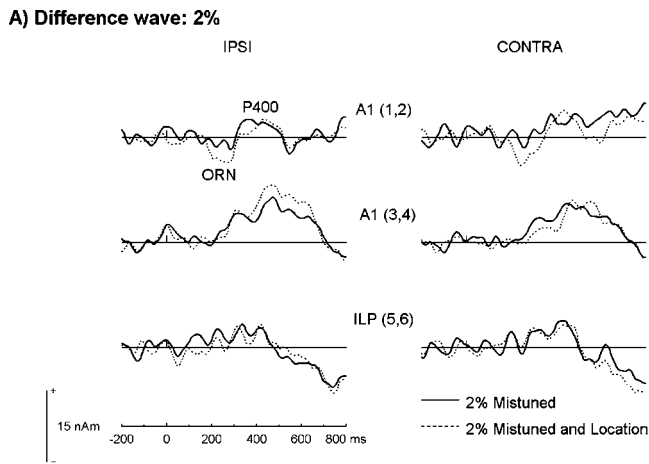 A) Difference wave: 2%
IPSI
CONTRA
P400
A1 (1,2)
ORN
A1 (3,4)
ILP (5,6)
+
15 nAm
−
-200 0 200 400 600 800 ms
2% Mistuned
2% Mistuned and Location